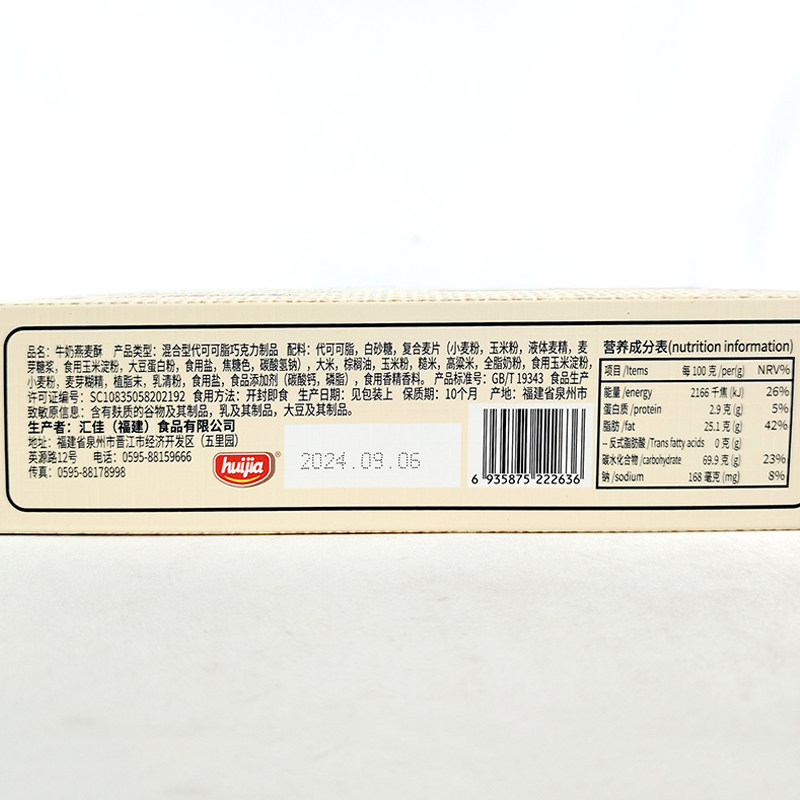 品名：牛奶燕麦酥 产品类型：混合型代可可脂巧克力制品 配料：代可可脂，白砂糖，复合麦片（小麦粉，玉米粉，液体麦精，麦
芽糖浆，食用玉米淀粉，大豆蛋白粉，食用盐，焦糖色，碳酸氢钠），大米，棕榈油，玉米粉，糙米，高粱米，全脂奶粉，食用玉米淀粉，
小麦粉，麦芽糊精，植脂末，乳清粉，食用盐，食品添加剂（碳酸钙，磷脂），食用香精香料。 产品标准号：GB/T 19343 食品生产
许可证编号：SC10835058202192 食用方法：开封即食 生产日期：见包装上 保质期：10个月 产地：福建省泉州市
致敏原信息：含有麸质的谷物及其制品，乳及其制品，大豆及其制品。
生产者：汇佳（福建）食品有限公司
地址：福建省泉州市晋江市经济开发区（五里园）
英源路12号 电话：0595-88159666
传真：0595-88178998
huijia
2024.09.06
6 935875 222636
营养成分表(nutrition information)
项目 /Items 每 100 克 /per(g) NRV%
能量 /energy 2166 千焦 (kJ) 26%
蛋白质 /protein 2.9 克 (g) 5%
脂肪 /fat 25.1 克 (g) 42%
-- 反式脂肪酸 /Trans fatty acids 0 克 (g)
碳水化合物 /carbohydrate 69.9 克 (g) 23%
钠 /sodium 168 毫克 (mg) 8%